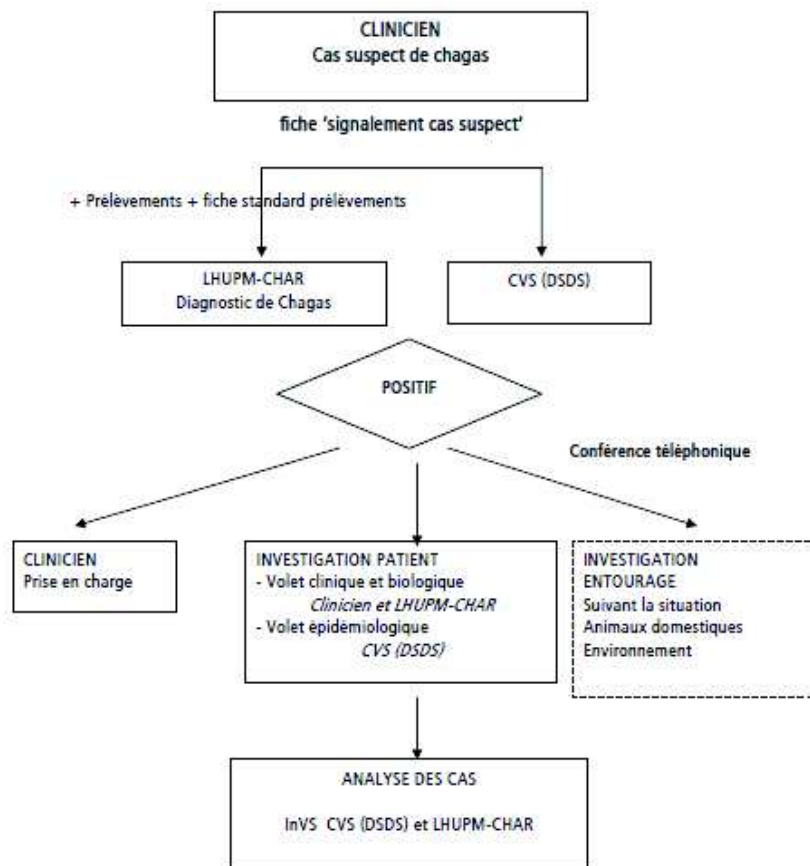 CLINICIEN
Cas suspect de chagas
fiche 'signalement cas suspect'
+ Prélèvements + fiche standard prélèvements
LHUPM-CHAR
Diagnostic de Chagas
CVS (DSDS)
POSITIF
Conférence téléphonique
CLINICIEN
Prise en charge
INVESTIGATION PATIENT
- Volet clinique et biologique
Clinicien et LHUPM-CHAR
- Volet épidémiologique
CVS (DSDS)
INVESTIGATION
ENTOURAGE
Suivant la situation
Animaux domestiques
Environnement
ANALYSE DES CAS
InVS CVS (DSDS) et LHUPM-CHAR